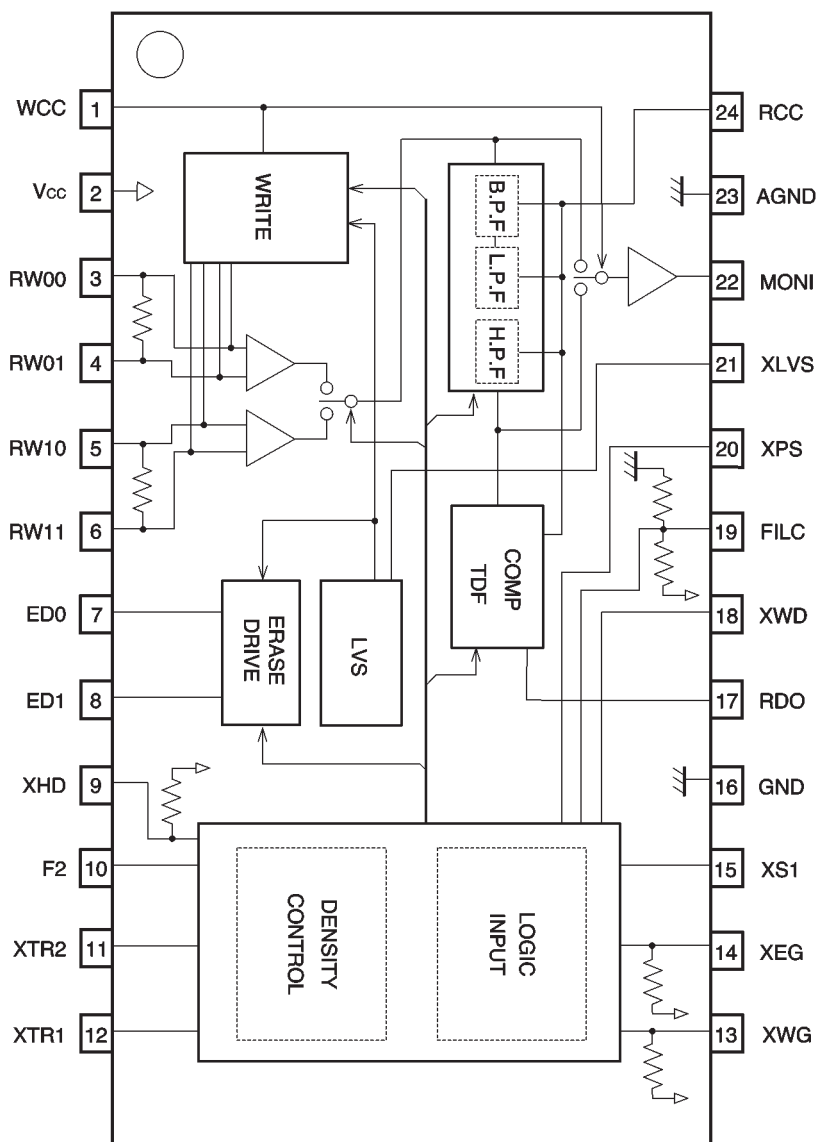 WCC 1
Vcc 2
RW00 3
RW01 4
RW10 5
RW11 6
ED0 7
ED1 8
XHD 9
F2 10
XTR2 11
XTR1 12
24 RCC
23 AGND
22 MONI
21 XLVS
20 XPS
19 FILC
18 XWD
17 RDO
16 GND
15 XS1
14 XEG
13 XWG
WRITE
B.P.F
L.P.F
H.P.F
COMP
TDF
ERASE
DRIVE
LVS
DENSITY
CONTROL
LOGIC
INPUT